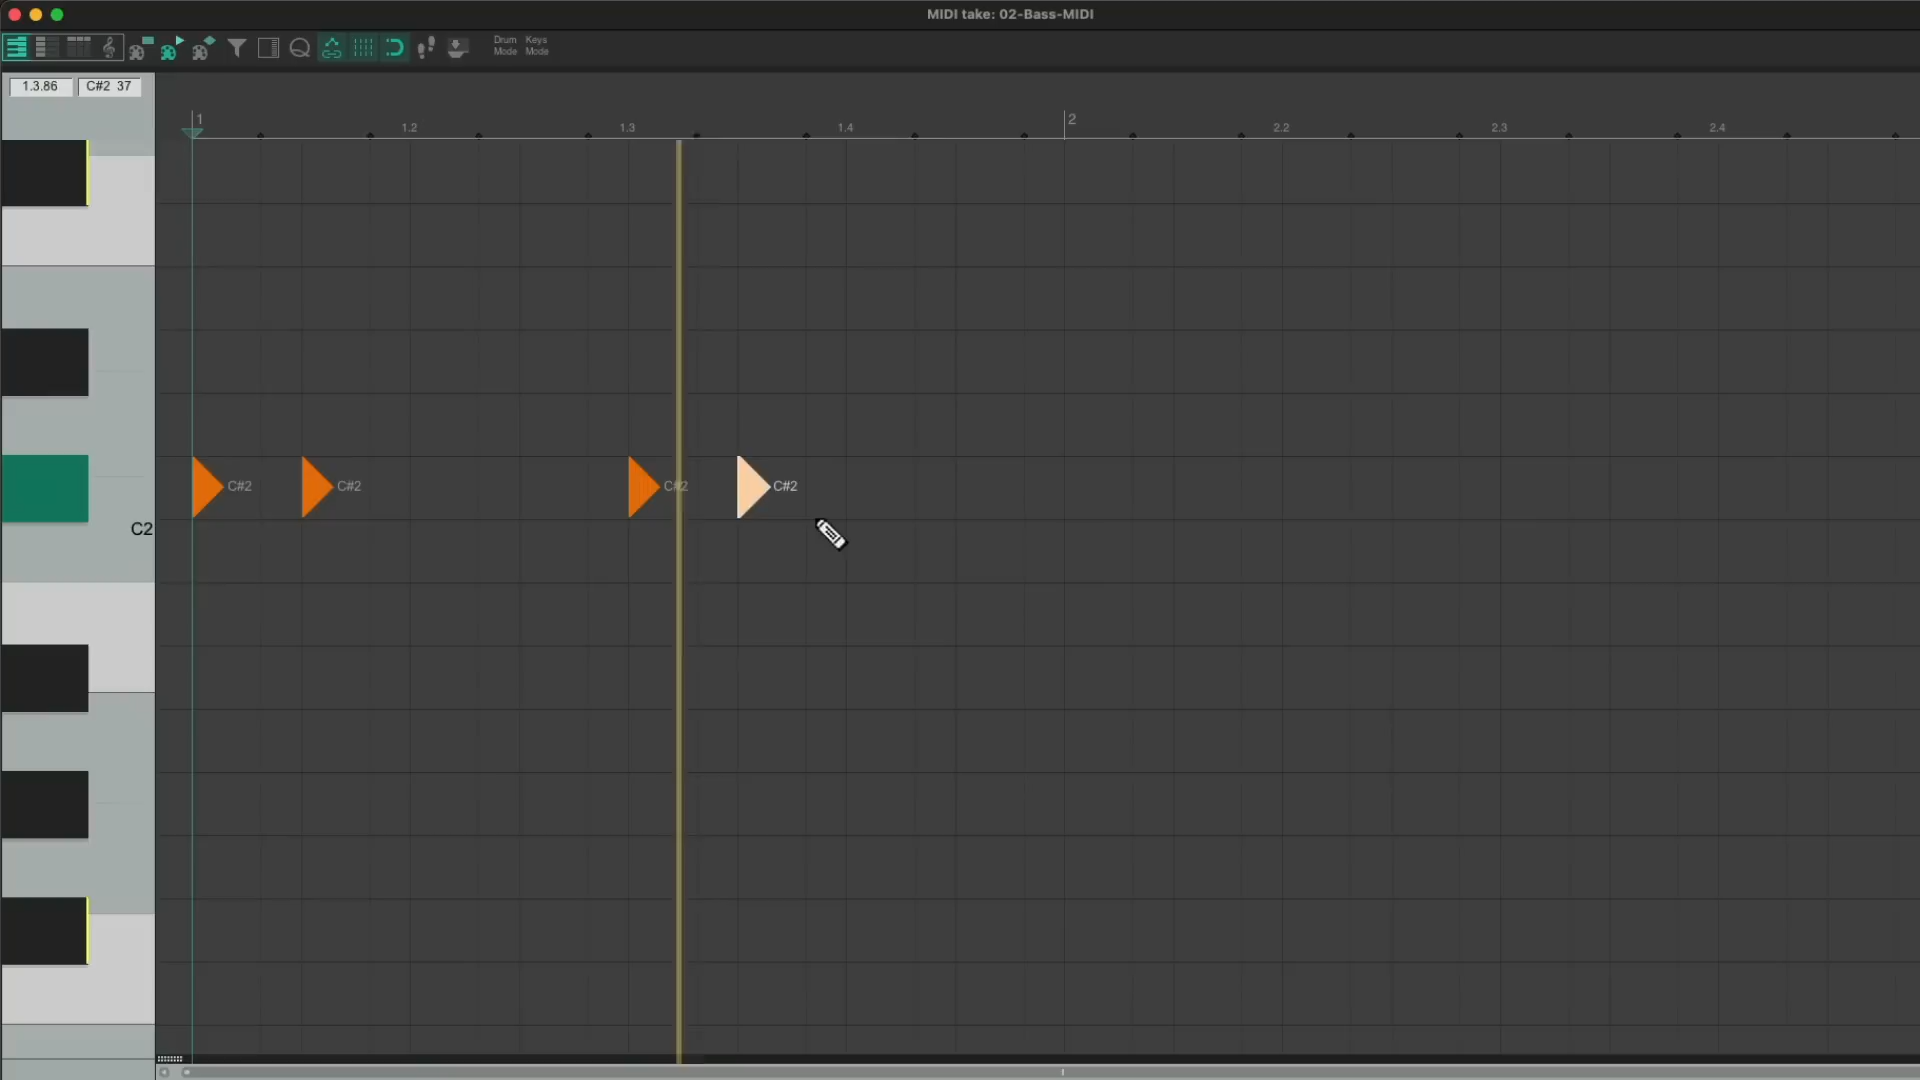 MIDI take: 02-Bass-MIDI
Drum Mode Keys Mode
1.3.86 C#2 37
1 1.2 1.3 1.4 2 2.2 2.3 2.4
C#2 C#2 C#2 C#2
C2